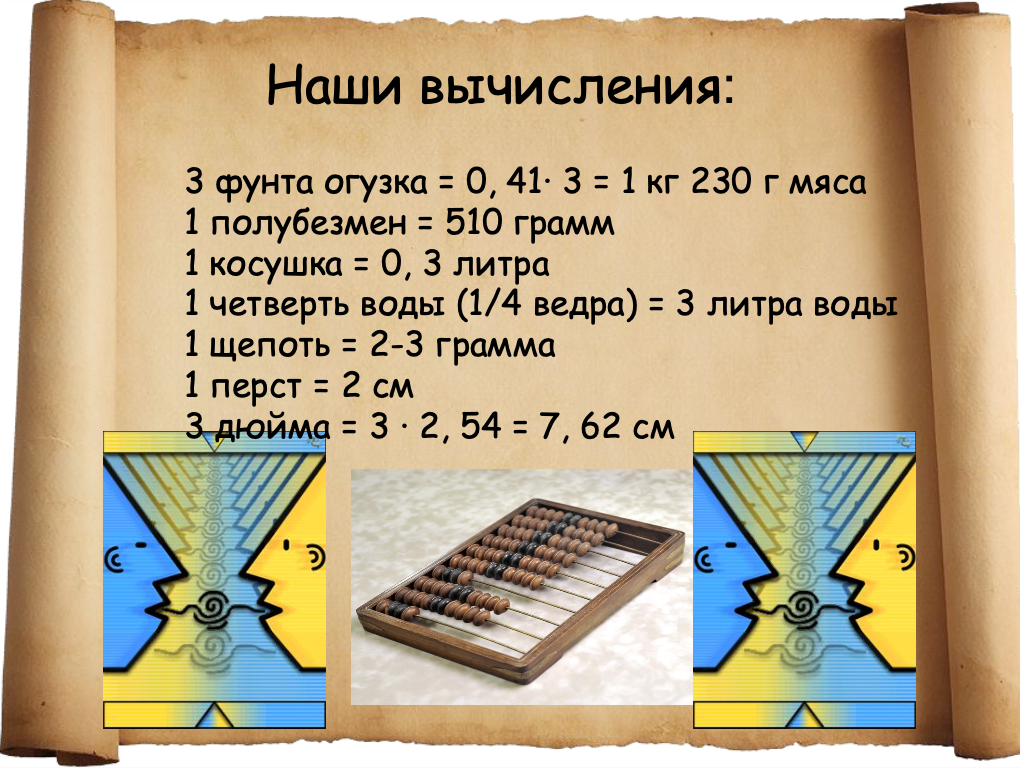 Наши вычисления:
3 фунта огузка = 0, 41· 3 = 1 кг 230 г мяса
1 полубезмен = 510 грамм
1 косушка = 0, 3 литра
1 четверть воды (1/4 ведра) = 3 литра воды
1 щепоть = 2-3 грамма
1 перст = 2 см
3 дюйма = 3 · 2, 54 = 7, 62 см